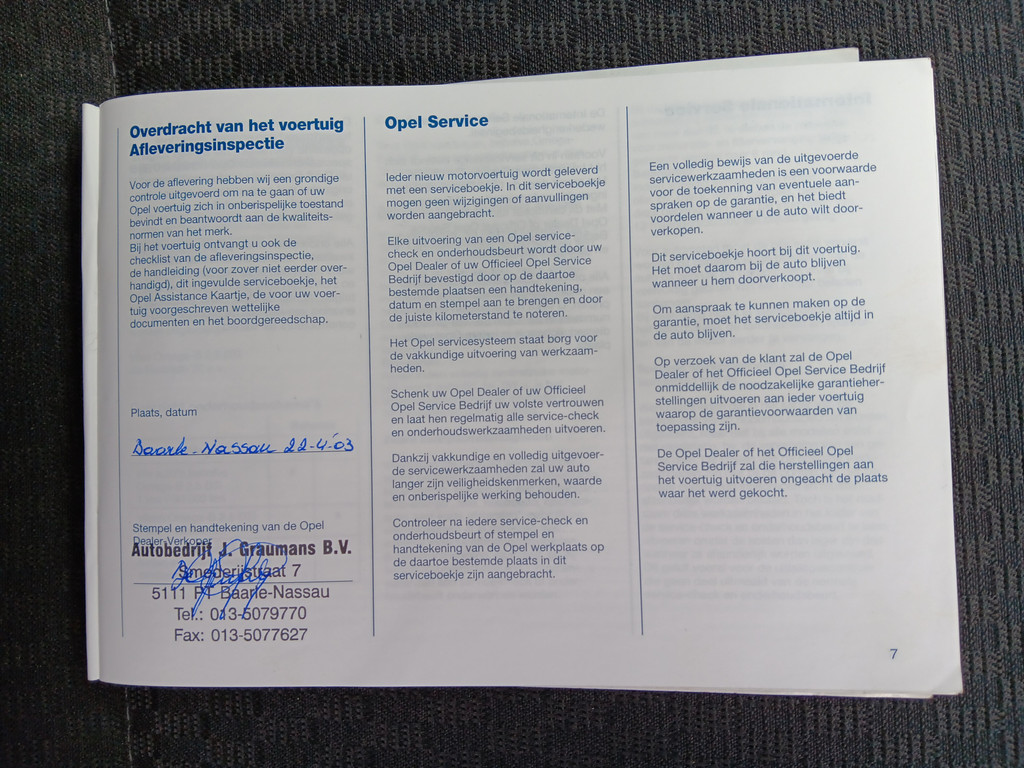 Overdracht van het voertuig
Afleveringsinspectie
Voor de aflevering hebben wij een grondige
controle uitgevoerd om na te gaan of uw
Opel voertuig zich in onberispelijke toestand
bevindt en beantwoordt aan de kwaliteits-
normen van het merk.
Bij het voertuig ontvangt u ook de
checklist van de afleveringsinspectie,
de handleiding (voor zover niet eerder over-
handigd), dit ingevulde serviceboekje, het
Opel Assistance Kaartje, de voor uw voer-
tuig voorgeschreven wettelijke
documenten en het boordgereedschap.
Plaats, datum
Baarle-Nassau 22-4-03
Stempel en handtekening van de Opel
Dealer-Verkoper
Autobedrijf J. Graumans B.V.
Smederijstraat 7
5111 PT Baarle-Nassau
Tel.: 013-5079770
Fax: 013-5077627
Opel Service
Ieder nieuw motorvoertuig wordt geleverd
met een serviceboekje. In dit serviceboekje
mogen geen wijzigingen of aanvullingen
worden aangebracht.
Elke uitvoering van een Opel service-
check en onderhoudsbeurt wordt door uw
Opel Dealer of uw Officieel Opel Service
Bedrijf bevestigd door op de daartoe
bestemde plaatsen een handtekening,
datum en stempel aan te brengen en door
de juiste kilometerstand te noteren.
Het Opel servicesysteem staat borg voor
de vakkundige uitvoering van werkzaam-
heden.
Schenk uw Opel Dealer of uw Officieel
Opel Service Bedrijf uw volste vertrouwen
en laat hen regelmatig alle service-check
en onderhoudswerkzaamheden uitvoeren.
Dankzij vakkundige en volledig uitgevoer-
de servicewerkzaamheden zal uw auto
langer zijn veiligheidskenmerken, waarde
en onberispelijke werking behouden.
Controleer na iedere service-check en
onderhoudsbeurt of stempel en
handtekening van de Opel werkplaats op
de daartoe bestemde plaats in dit
serviceboekje zijn aangebracht.
Een volledig bewijs van de uitgevoerde
servicewerkzaamheden is een voorwaarde
voor de toekenning van eventuele aan-
spraken op de garantie, en het biedt
voordelen wanneer u de auto wilt door-
verkopen.
Dit serviceboekje hoort bij dit voertuig.
Het moet daarom bij de auto blijven
wanneer u hem doorverkoopt.
Om aanspraak te kunnen maken op de
garantie, moet het serviceboekje altijd in
de auto blijven.
Op verzoek van de klant zal de Opel
Dealer of het Officieel Opel Service Bedrijf
onmiddellijk de noodzakelijke garantieher-
stellingen uitvoeren aan ieder voertuig
waarop de garantievoorwaarden van
toepassing zijn.
De Opel Dealer of het Officieel Opel
Service Bedrijf zal die herstellingen aan
het voertuig uitvoeren ongeacht de plaats
waar het werd gekocht.
7